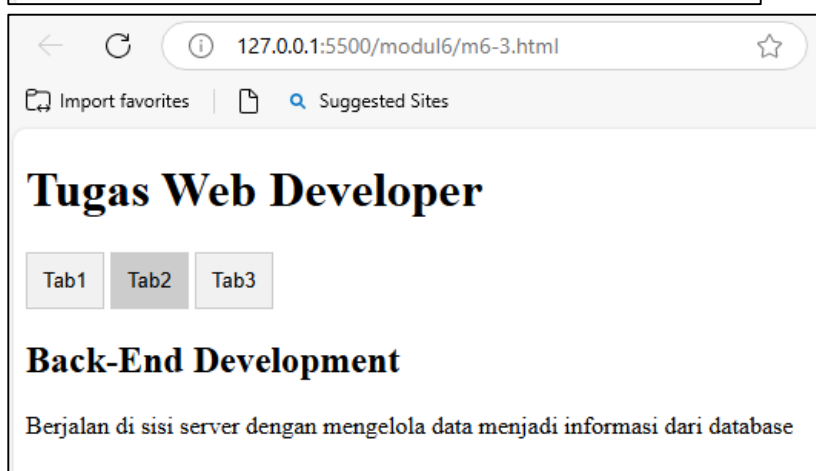 127.0.0.1:5500/modul6/m6-3.html
Import favorites Suggested Sites
Tugas Web Developer
Tab1 Tab2 Tab3
Back-End Development
Berjalan di sisi server dengan mengelola data menjadi informasi dari database